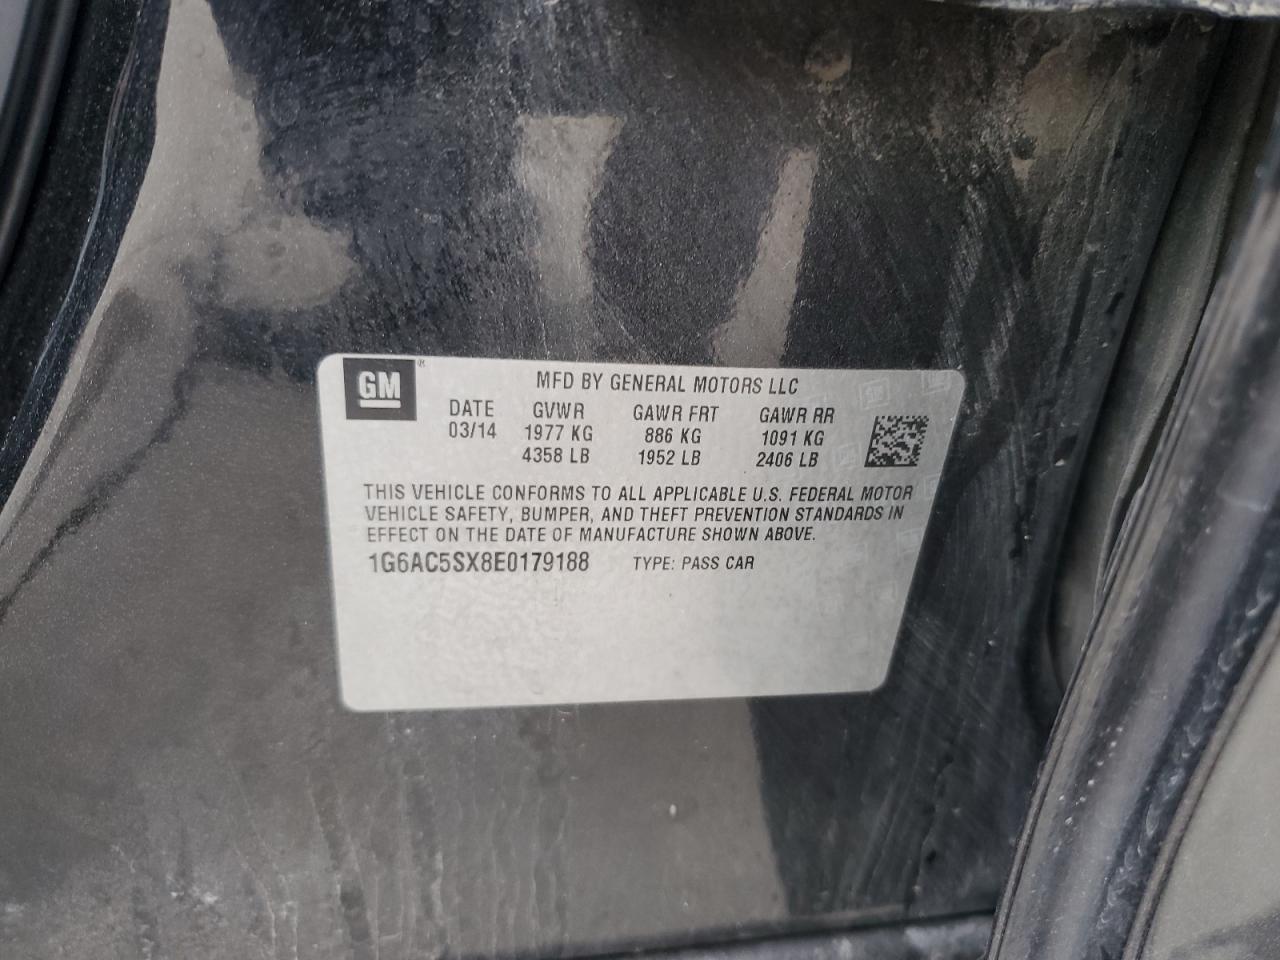 GM ®
MFD BY GENERAL MOTORS LLC
DATE GVWR GAWR FRT GAWR RR
03/14 1977 KG 886 KG 1091 KG
4358 LB 1952 LB 2406 LB
THIS VEHICLE CONFORMS TO ALL APPLICABLE U.S. FEDERAL MOTOR
VEHICLE SAFETY, BUMPER, AND THEFT PREVENTION STANDARDS IN
EFFECT ON THE DATE OF MANUFACTURE SHOWN ABOVE.
1G6AC5SX8E0179188 TYPE: PASS CAR